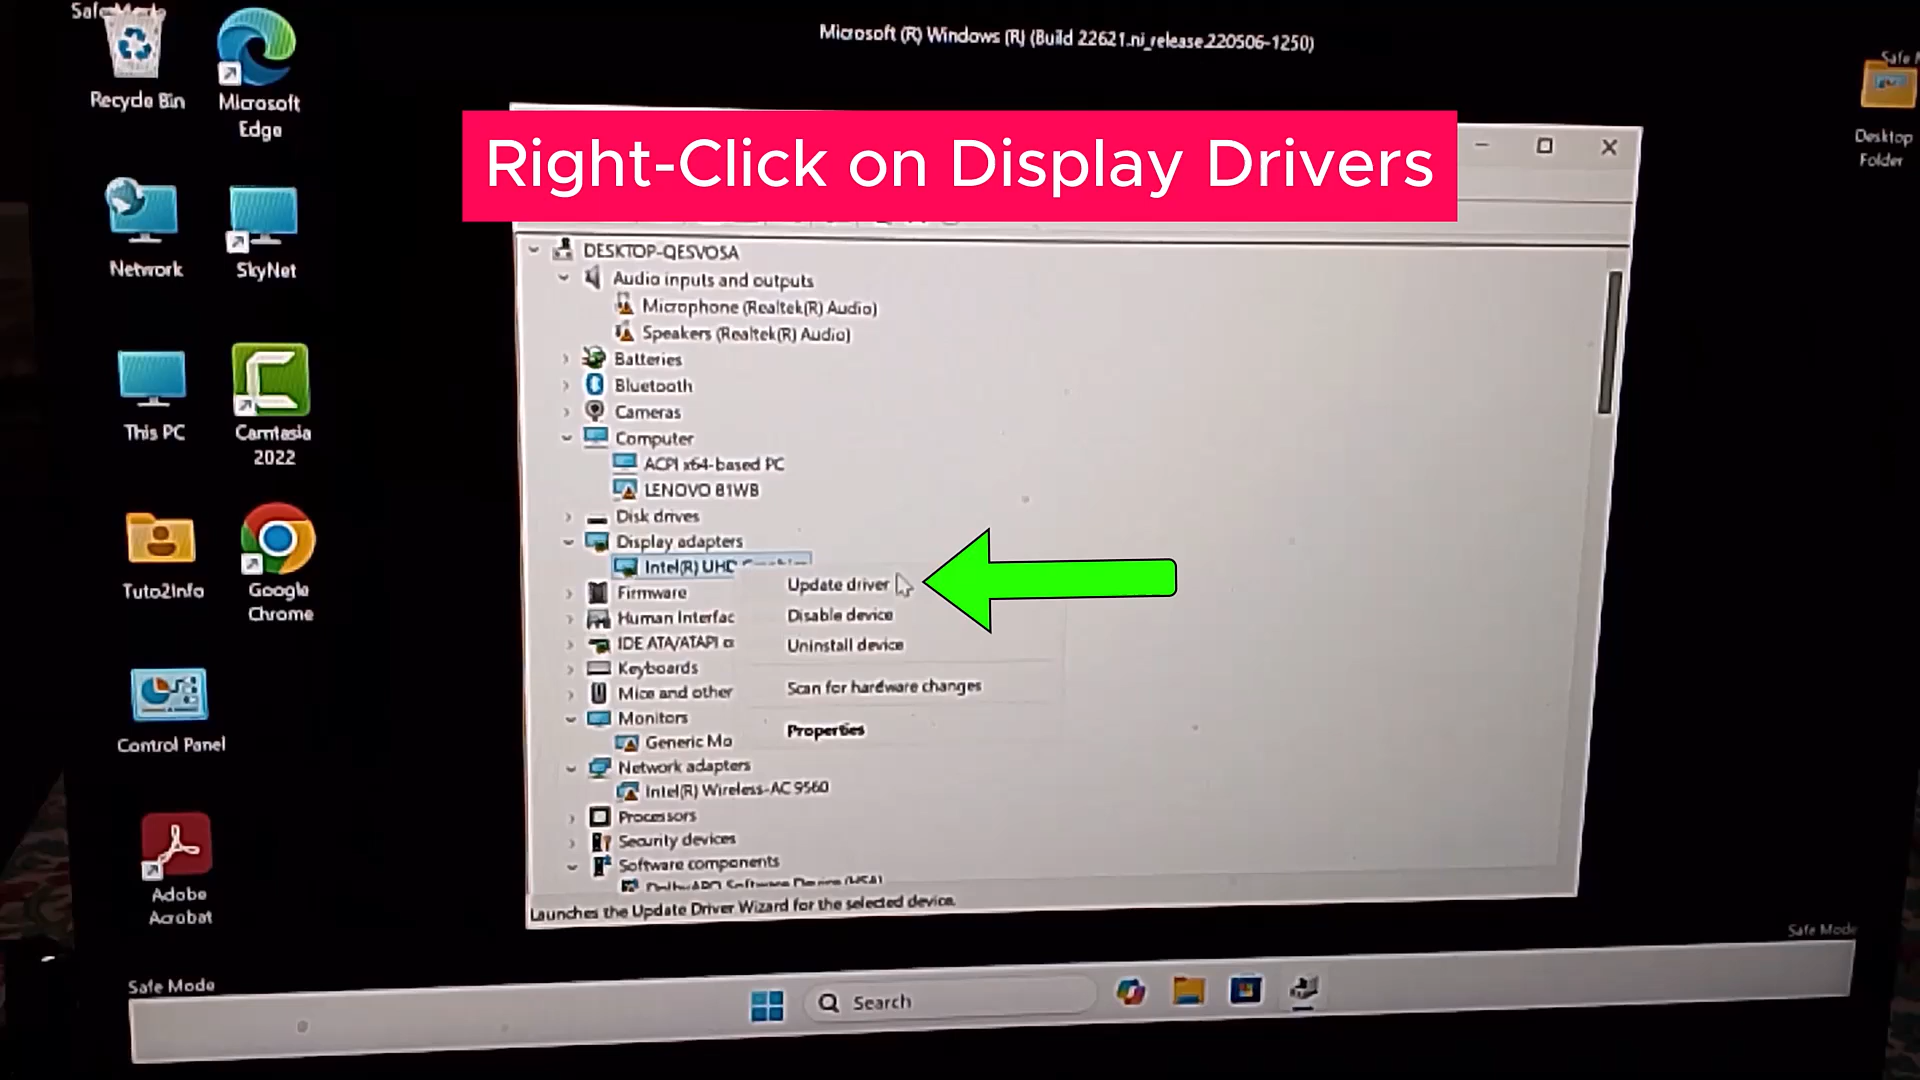 Safe Mode
Microsoft (R) Windows (R) (Build 22621.ni_release.220506-1250)
Safe M
Recycle Bin
Microsoft
Edge
Desktop
Folder
Right-Click on Display Drivers
Network
SkyNet
This PC
Camtasia
2022
Tuto2Info
Google
Chrome
Control Panel
Adobe
Acrobat
DESKTOP-QESVOSA
Audio inputs and outputs
Microphone (Realtek(R) Audio)
Speakers (Realtek(R) Audio)
Batteries
Bluetooth
Cameras
Computer
ACPI x64-based PC
LENOVO 81WB
Disk drives
Display adapters
Intel(R) UHD
Firmware
Human Interfac
IDE ATA/ATAPI
Keyboards
Mice and other
Monitors
Generic Mo
Network adapters
Intel(R) Wireless-AC 9560
Processors
Security devices
Software components
Update driver
Disable device
Uninstall device
Scan for hardware changes
Properties
Launches the Update Driver Wizard for the selected device.
Safe Mode
Safe Mode
Search